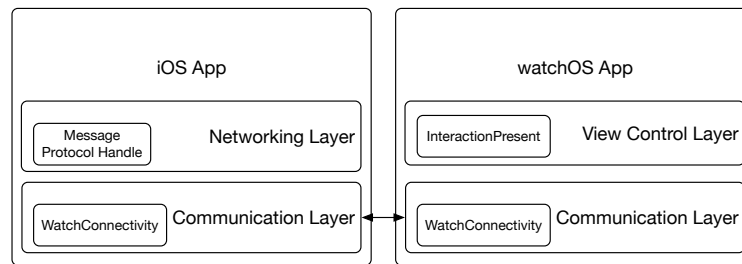 iOS App
Message
Protocol Handle
Networking Layer
WatchConnectivity
Communication Layer
watchOS App
InteractionPresent
View Control Layer
WatchConnectivity
Communication Layer